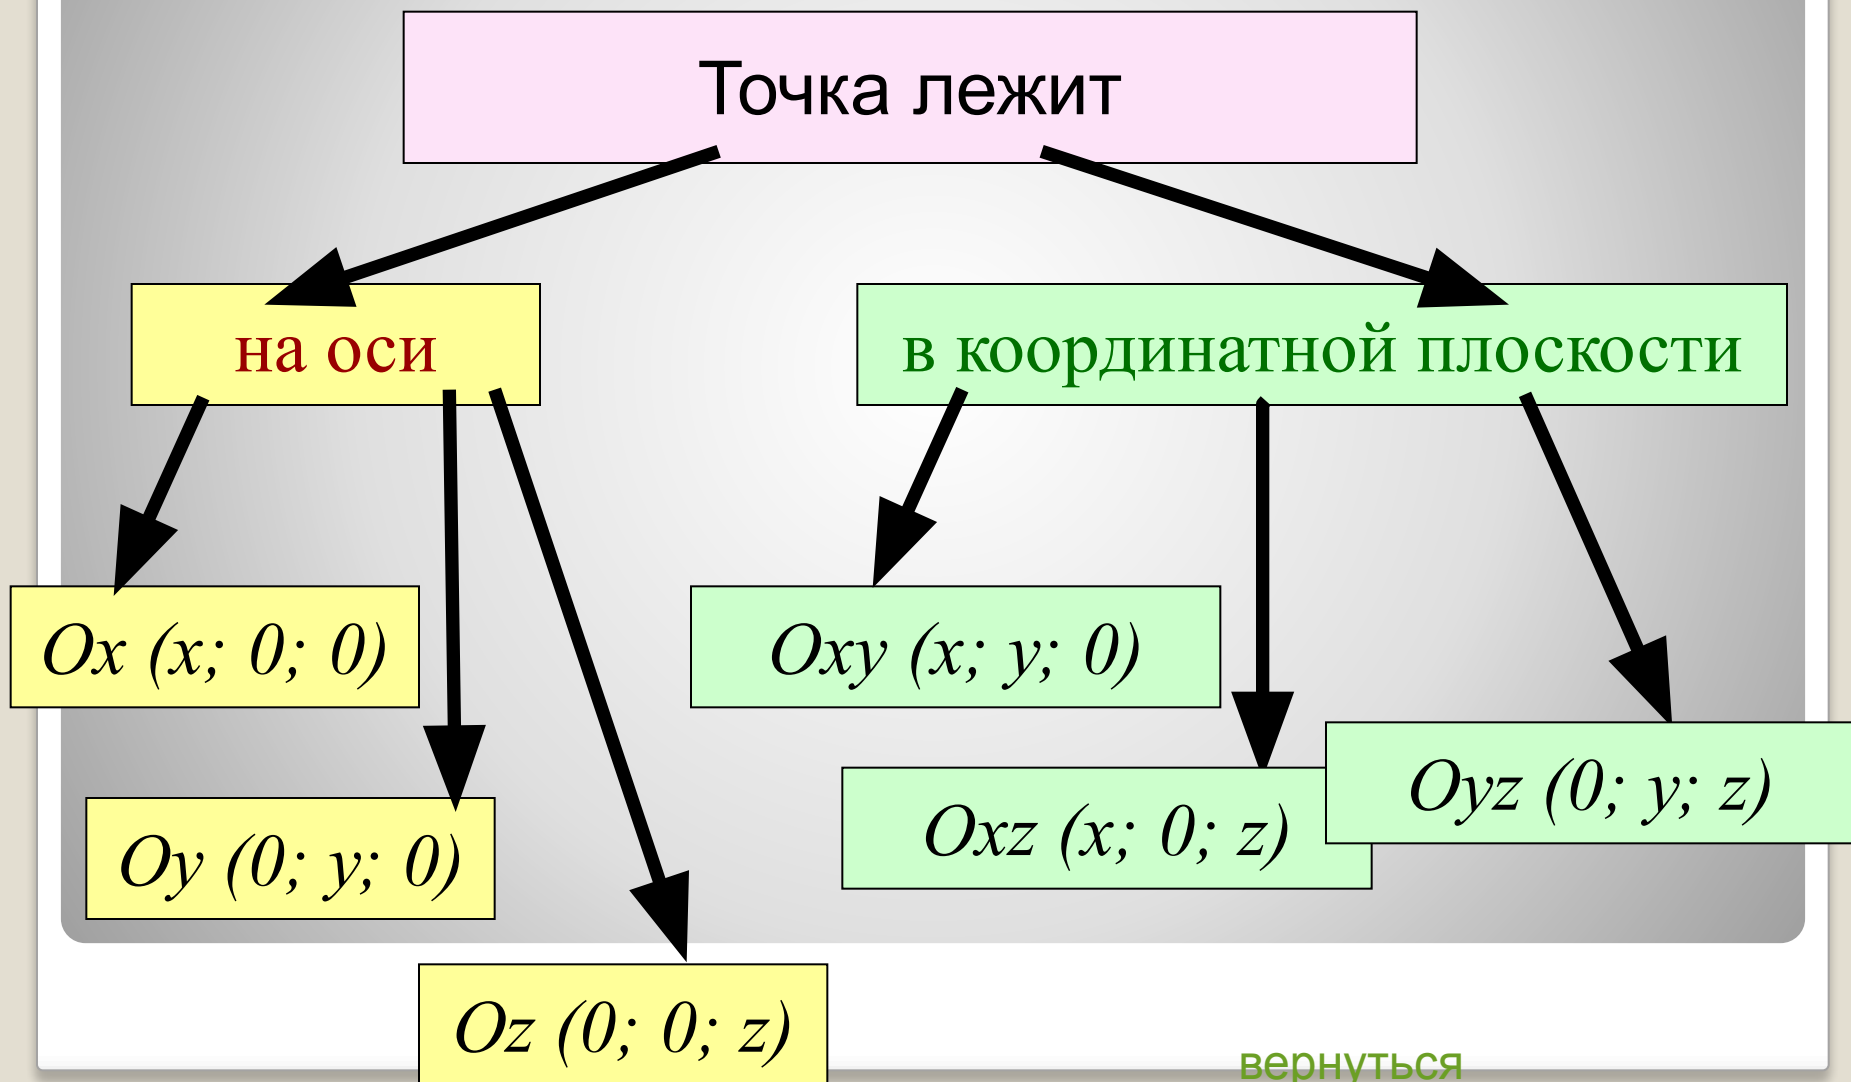 Точка лежит
на оси
в координатной плоскости
Ox (x; 0; 0)
Oxy (x; y; 0)
Oyz (0; y; z)
Oxz (x; 0; z)
Oy (0; y; 0)
Oz (0; 0; z)
вернуться